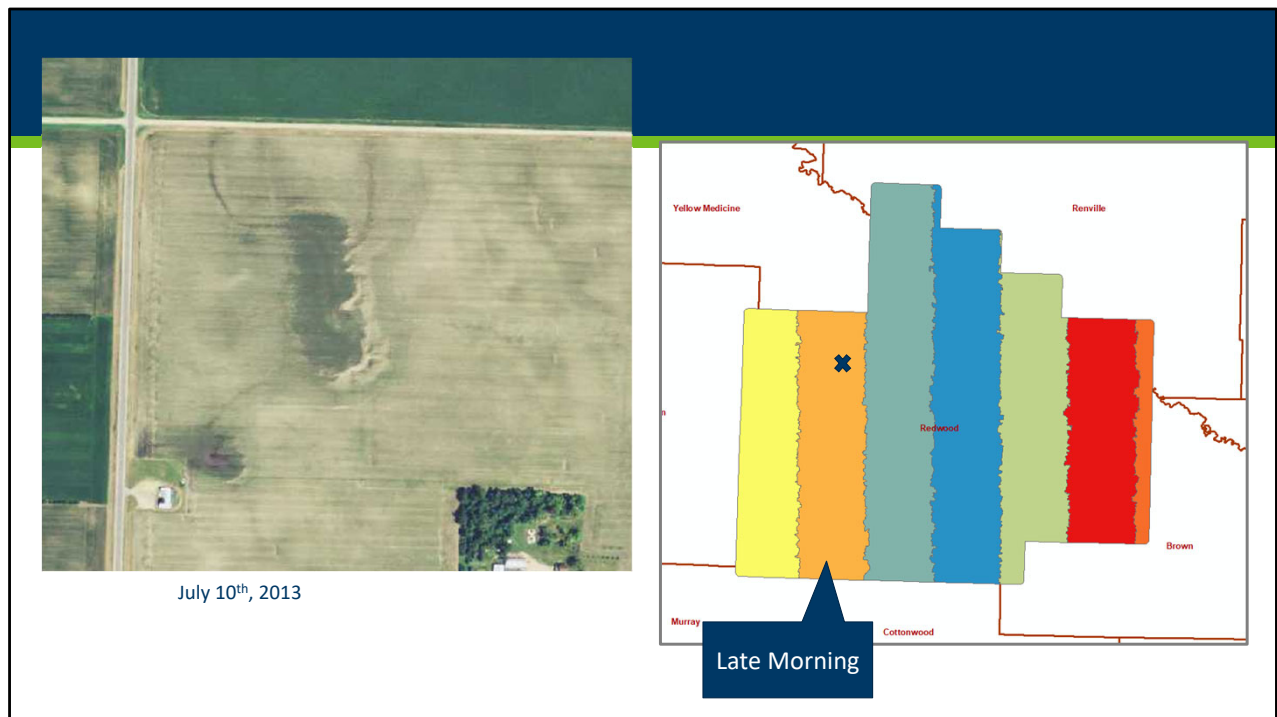 July 10th, 2013
Yellow Medicine
Renville
n
Redwood
Brown
Murray
Cottonwood
Late Morning